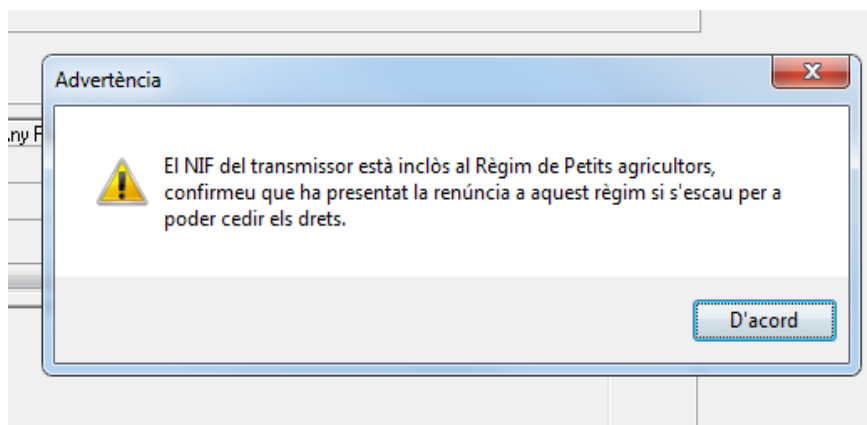 Advertència
El NIF del transmissor està inclòs al Règim de Petits agricultors,
confirmeu que ha presentat la renúncia a aquest règim si s'escau per a
poder cedir els drets.
D'acord